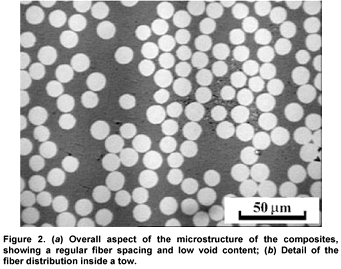 50 μm
Figure 2. (a) Overall aspect of the microstructure of the composites,
showing a regular fiber spacing and low void content; (b) Detail of the
fiber distribution inside a tow.